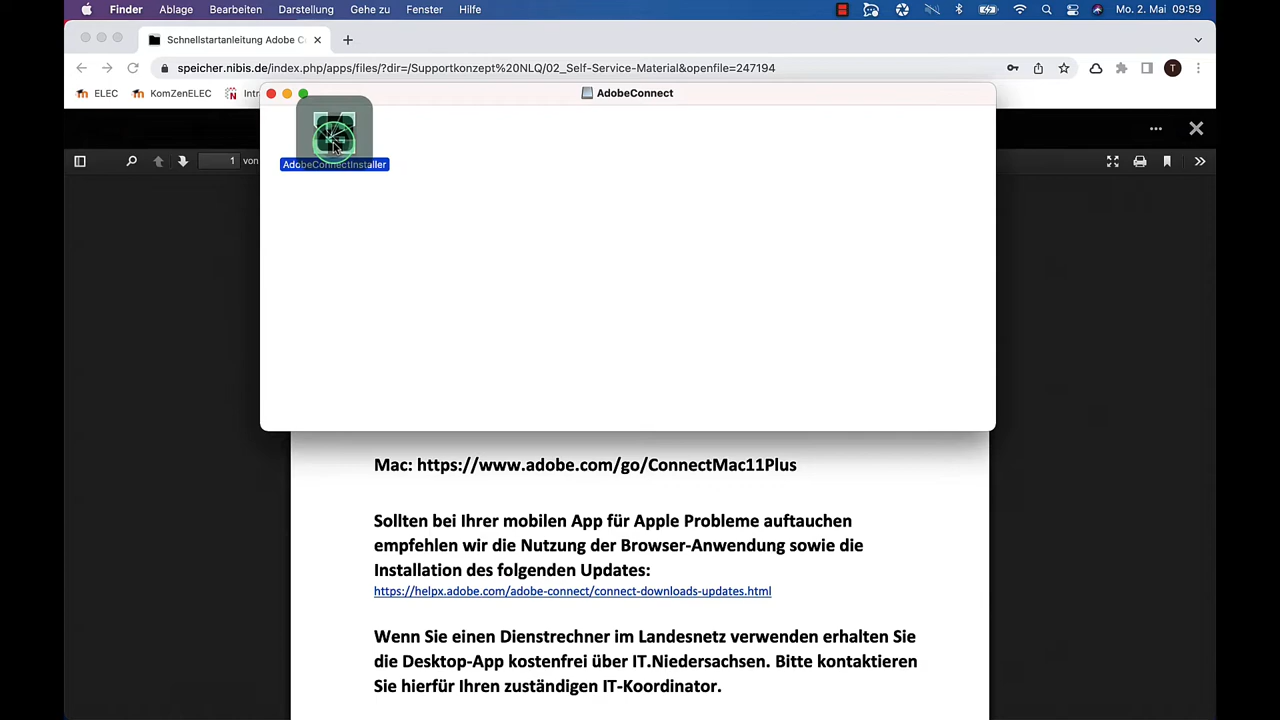 Finder Ablage Bearbeiten Darstellung Gehe zu Fenster Hilfe Mo. 2. Mai 09:59
Schnellstartanleitung Adobe C
speicher.nibis.de/index.php/apps/files/?dir=/Supportkonzept%20NLQ/02_Self-Service-Material&openfile=247194
T
ELEC KomZenELEC Intr
AdobeConnect
AdobeConnectInstaller
1 von
Mac: https://www.adobe.com/go/ConnectMac11Plus
Sollten bei Ihrer mobilen App für Apple Probleme auftauchen
empfehlen wir die Nutzung der Browser-Anwendung sowie die
Installation des folgenden Updates:
https://helpx.adobe.com/adobe-connect/connect-downloads-updates.html
Wenn Sie einen Dienstrechner im Landesnetz verwenden erhalten Sie
die Desktop-App kostenfrei über IT.Niedersachsen. Bitte kontaktieren
Sie hierfür Ihren zuständigen IT-Koordinator.